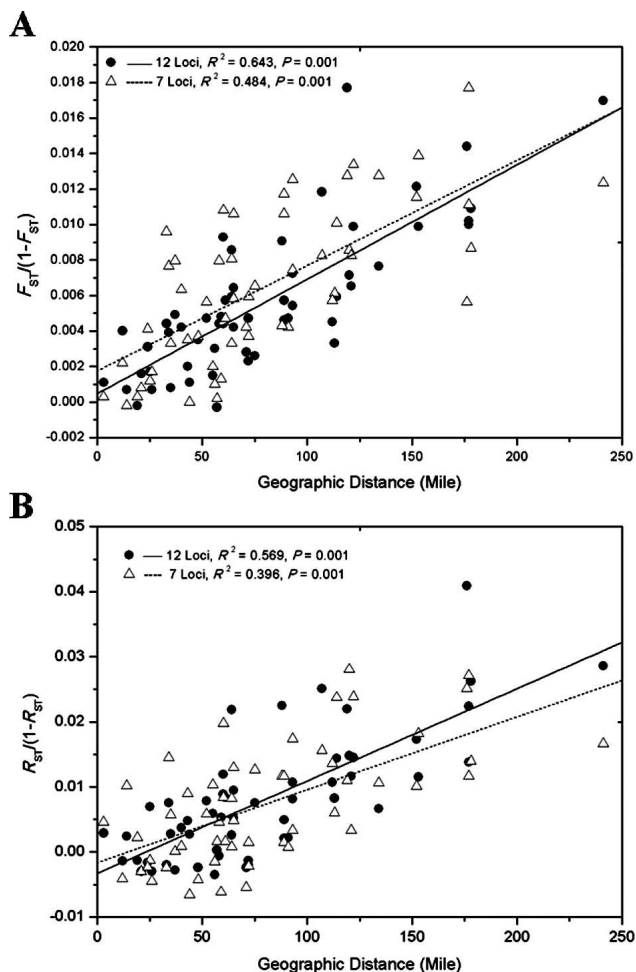 A
0.020
0.018
0.016
0.014
0.012
0.010
0.008
0.006
0.004
0.002
0.000
-0.002
F_ST/(1-F_ST)
12 Loci, R² = 0.643, P = 0.001
7 Loci, R² = 0.484, P = 0.001
0 50 100 150 200 250
Geographic Distance (Mile)
B
0.05
0.04
0.03
0.02
0.01
0.00
-0.01
R_ST/(1-R_ST)
12 Loci, R² = 0.569, P = 0.001
7 Loci, R² = 0.396, P = 0.001
0 50 100 150 200 250
Geographic Distance (Mile)